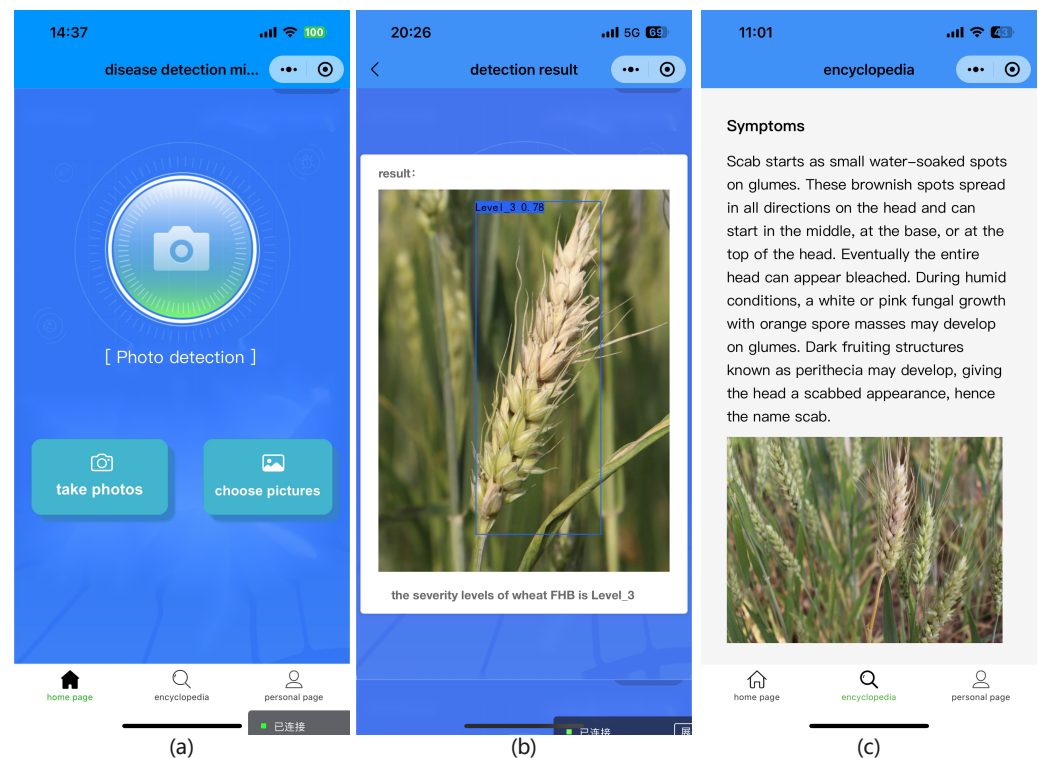 14:37
100
disease detection mi...
[ Photo detection ]
take photos
choose pictures
home page
encyclopedia
personal page
已连接
(a)
20:26
5G 69
detection result
result:
Level_3 0.78
the severity levels of wheat FHB is Level_3
已连接
展
(b)
11:01
43
encyclopedia
Symptoms
Scab starts as small water-soaked spots
on glumes. These brownish spots spread
in all directions on the head and can
start in the middle, at the base, or at the
top of the head. Eventually the entire
head can appear bleached. During humid
conditions, a white or pink fungal growth
with orange spore masses may develop
on glumes. Dark fruiting structures
known as perithecia may develop, giving
the head a scabbed appearance, hence
the name scab.
home page
encyclopedia
personal page
(c)